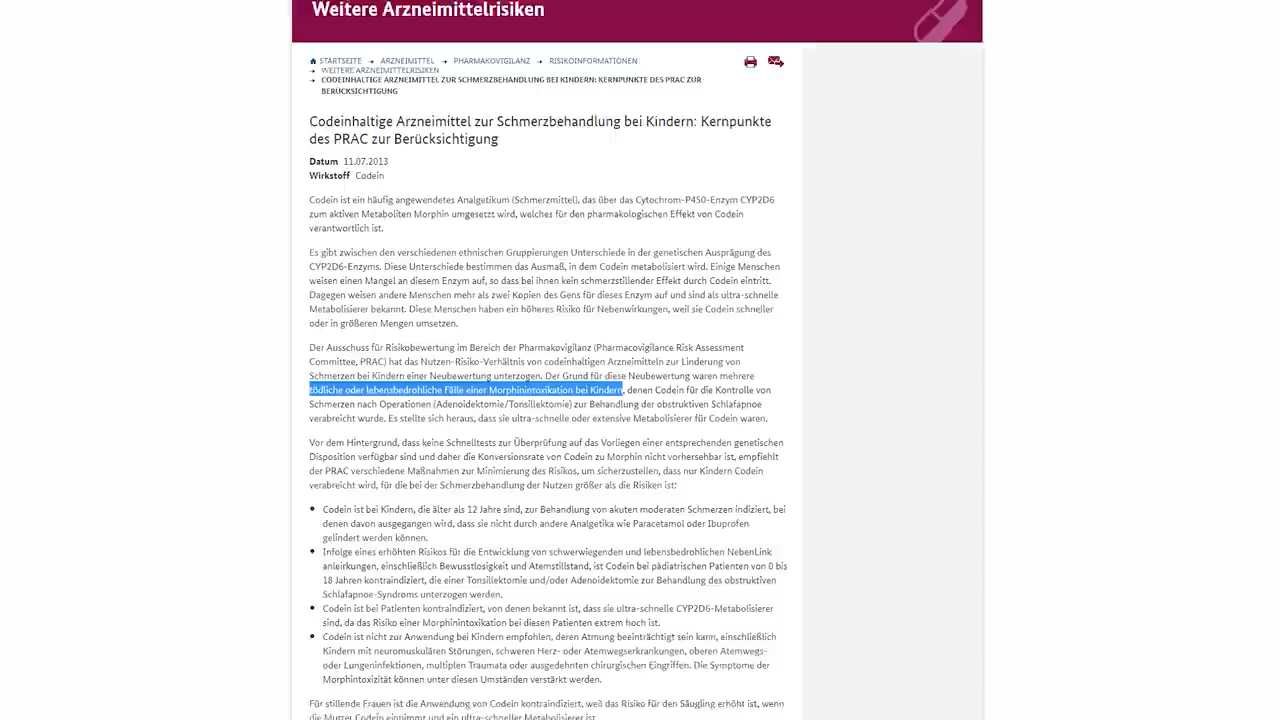 Weitere Arzneimittelrisiken
STARTSEITE → ARZNEIMITTEL → PHARMAKOVIGILANZ → RISIKOINFORMATIONEN
→ WEITERE ARZNEIMITTELRISIKEN
→ CODEINHALTIGE ARZNEIMITTEL ZUR SCHMERZBEHANDLUNG BEI KINDERN: KERNPUNKTE DES PRAC ZUR
BERÜCKSICHTIGUNG
Codeinhaltige Arzneimittel zur Schmerzbehandlung bei Kindern: Kernpunkte
des PRAC zur Berücksichtigung
Datum 11.07.2013
Wirkstoff Codein
Codein ist ein häufig angewendetes Analgetikum (Schmerzmittel), das über das Cytochrom-P450-Enzym CYP2D6
zum aktiven Metaboliten Morphin umgesetzt wird, welches für den pharmakologischen Effekt von Codein
verantwortlich ist.
Es gibt zwischen den verschiedenen ethnischen Gruppierungen Unterschiede in der genetischen Ausprägung des
CYP2D6-Enzyms. Diese Unterschiede bestimmen das Ausmaß, in dem Codein metabolisiert wird. Einige Menschen
weisen einen Mangel an diesem Enzym auf, so dass bei ihnen kein schmerzstillender Effekt durch Codein eintritt.
Dagegen weisen andere Menschen mehr als zwei Kopien des Gens für dieses Enzym auf und sind als ultra-schnelle
Metabolisierer bekannt. Diese Menschen haben ein höheres Risiko für Nebenwirkungen, weil sie Codein schneller
oder in größeren Mengen umsetzen.
Der Ausschuss für Risikobewertung im Bereich der Pharmakovigilanz (Pharmacovigilance Risk Assessment
Committee, PRAC) hat das Nutzen-Risiko-Verhältnis von codeinhaltigen Arzneimitteln zur Linderung von
Schmerzen bei Kindern einer Neubewertung unterzogen. Der Grund für diese Neubewertung waren mehrere
tödliche oder lebensbedrohliche Fälle einer Morphinintoxikation bei Kindern, denen Codein für die Kontrolle von
Schmerzen nach Operationen (Adenoidektomie/Tonsillektomie) zur Behandlung der obstruktiven Schlafapnoe
verabreicht wurde. Es stellte sich heraus, dass sie ultra-schnelle oder extensive Metabolisierer für Codein waren.
Vor dem Hintergrund, dass keine Schnelltests zur Überprüfung auf das Vorliegen einer entsprechenden genetischen
Disposition verfügbar sind und daher die Konversionsrate von Codein zu Morphin nicht vorhersehbar ist, empfiehlt
der PRAC verschiedene Maßnahmen zur Minimierung des Risikos, um sicherzustellen, dass nur Kindern Codein
verabreicht wird, für die bei der Schmerzbehandlung der Nutzen größer als die Risiken ist:
• Codein ist bei Kindern, die älter als 12 Jahre sind, zur Behandlung von akuten moderaten Schmerzen indiziert, bei
denen davon ausgegangen wird, dass sie nicht durch andere Analgetika wie Paracetamol oder Ibuprofen
gelindert werden können.
• Infolge eines erhöhten Risikos für die Entwicklung von schwerwiegenden und lebensbedrohlichen NebenLink
anleirkungen, einschließlich Bewusstlosigkeit und Atemstillstand, ist Codein bei pädiatrischen Patienten von 0 bis
18 Jahren kontraindiziert, die einer Tonsillektomie und/oder Adenoidektomie zur Behandlung des obstruktiven
Schlafapnoe-Syndroms unterzogen werden.
• Codein ist bei Patienten kontraindiziert, von denen bekannt ist, dass sie ultra-schnelle CYP2D6-Metabolisierer
sind, da das Risiko einer Morphinintoxikation bei diesen Patienten extrem hoch ist.
• Codein ist nicht zur Anwendung bei Kindern empfohlen, deren Atmung beeinträchtigt sein kann, einschließlich
Kindern mit neuromuskulären Störungen, schweren Herz- oder Atemwegserkrankungen, oberen Atemwegs-
oder Lungeninfektionen, multiplen Traumata oder ausgedehnten chirurgischen Eingriffen. Die Symptome der
Morphintoxizität können unter diesen Umständen verstärkt werden.
Für stillende Frauen ist die Anwendung von Codein kontraindiziert, weil das Risiko für den Säugling erhöht ist, wenn
die Mutter Codein einnimmt und ein ultra-schneller Metabolisierer ist.